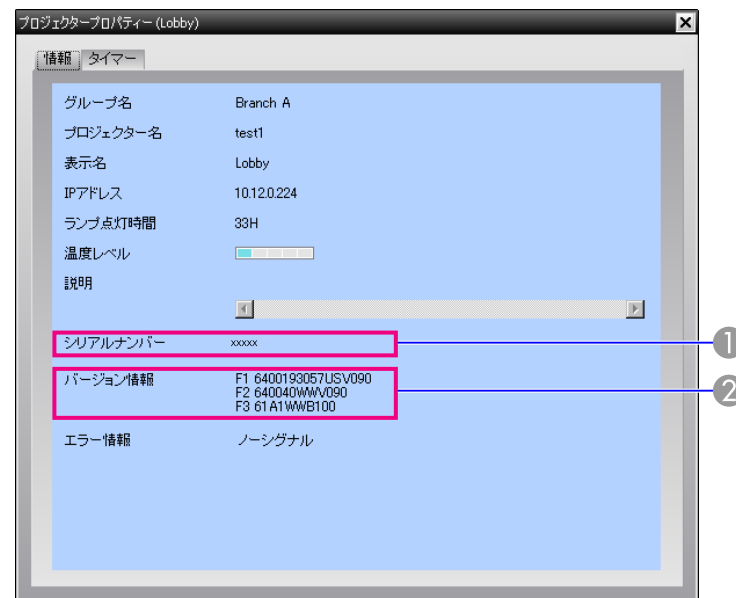 プロジェクタープロパティー (Lobby)
情報 タイマー
グループ名 Branch A
プロジェクター名 test1
表示名 Lobby
IPアドレス 10.12.0.224
ランプ点灯時間 33H
温度レベル
説明
シリアルナンバー xxxxx
1
バージョン情報 F1 6400193057USV090
F2 640040WWV090
F3 61A1WWB100
2
エラー情報 ノーシグナル